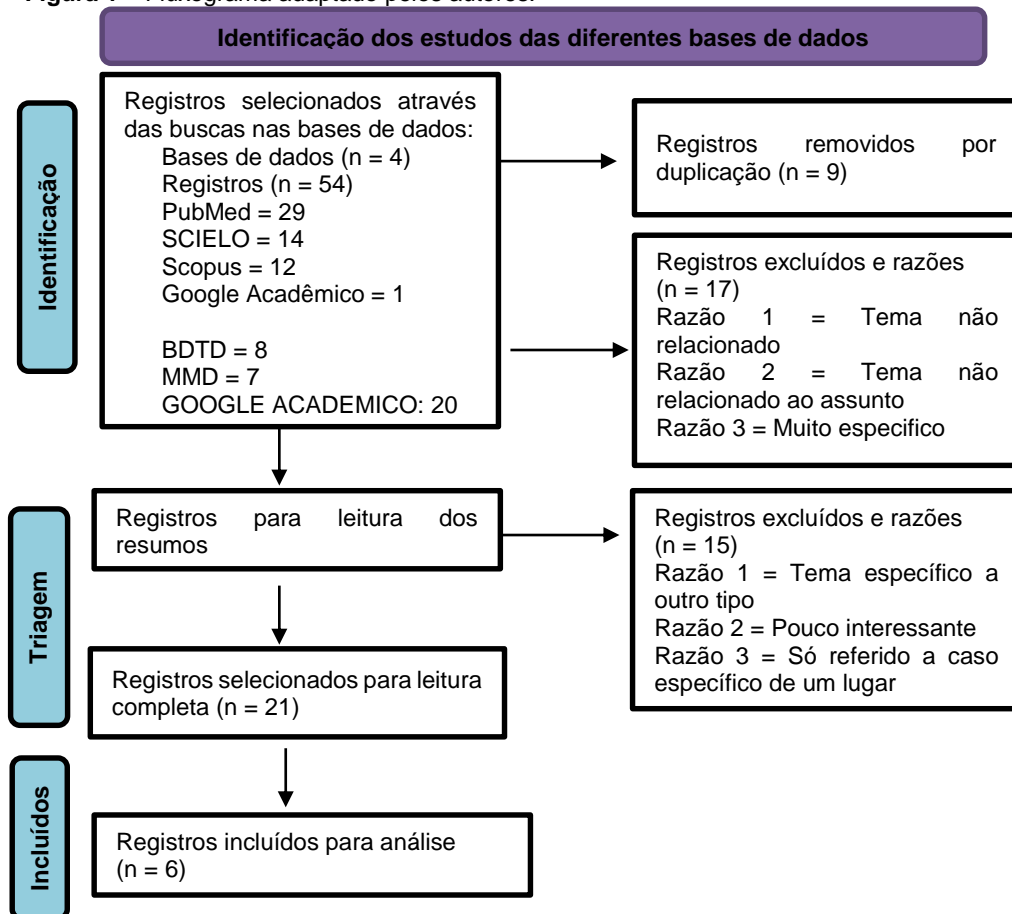 Identificação dos estudos das diferentes bases de dados
Identificação
Registros selecionados através
das buscas nas bases de dados:
Bases de dados (n = 4)
Registros (n = 54)
PubMed = 29
SCIELO = 14
Scopus = 12
Google Acadêmico = 1
BDTD = 8
MMD = 7
GOOGLE ACADEMICO: 20
Registros removidos por
duplicação (n = 9)
Registros excluídos e razões
(n = 17)
Razão 1 = Tema não
relacionado
Razão 2 = Tema não
relacionado ao assunto
Razão 3 = Muito especifico
Triagem
Registros para leitura dos
resumos
Registros excluídos e razões
(n = 15)
Razão 1 = Tema específico a
outro tipo
Razão 2 = Pouco interessante
Razão 3 = Só referido a caso
específico de um lugar
Registros selecionados para leitura
completa (n = 21)
Incluídos
Registros incluídos para análise
(n = 6)